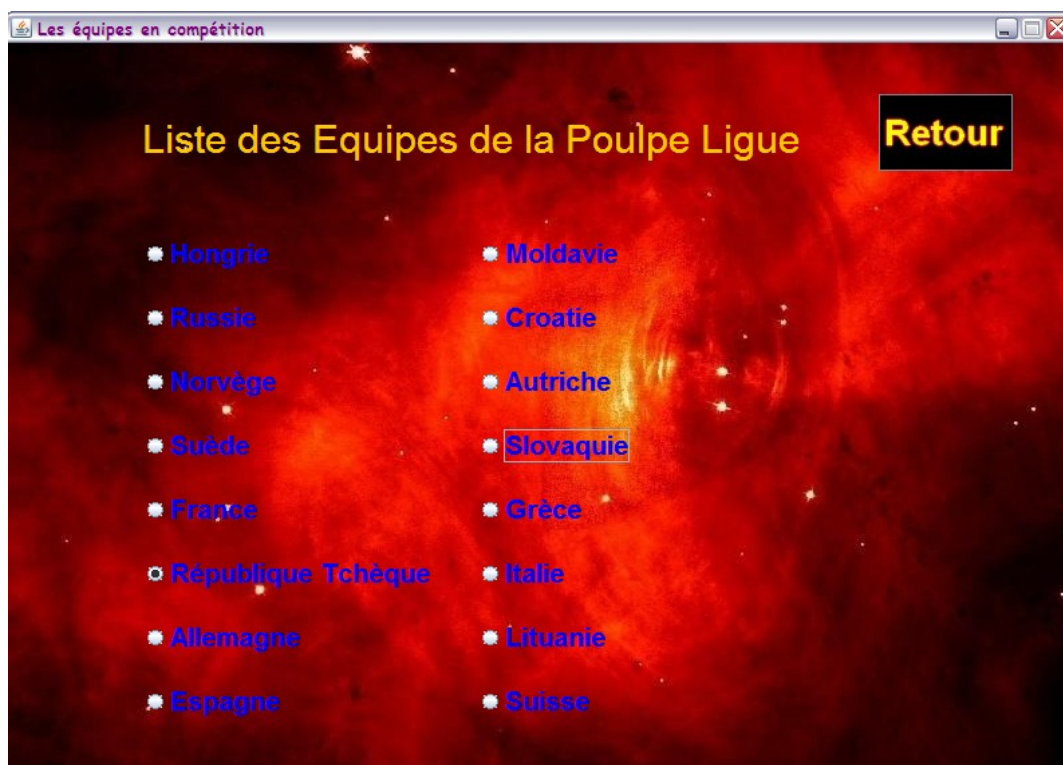 Les équipes en compétition
Liste des Equipes de la Poulpe Ligue
Retour
Hongrie
Moldavie
Russie
Croatie
Norvège
Autriche
Suède
Slovaquie
France
Grèce
République Tchèque
Italie
Allemagne
Lituanie
Espagne
Suisse